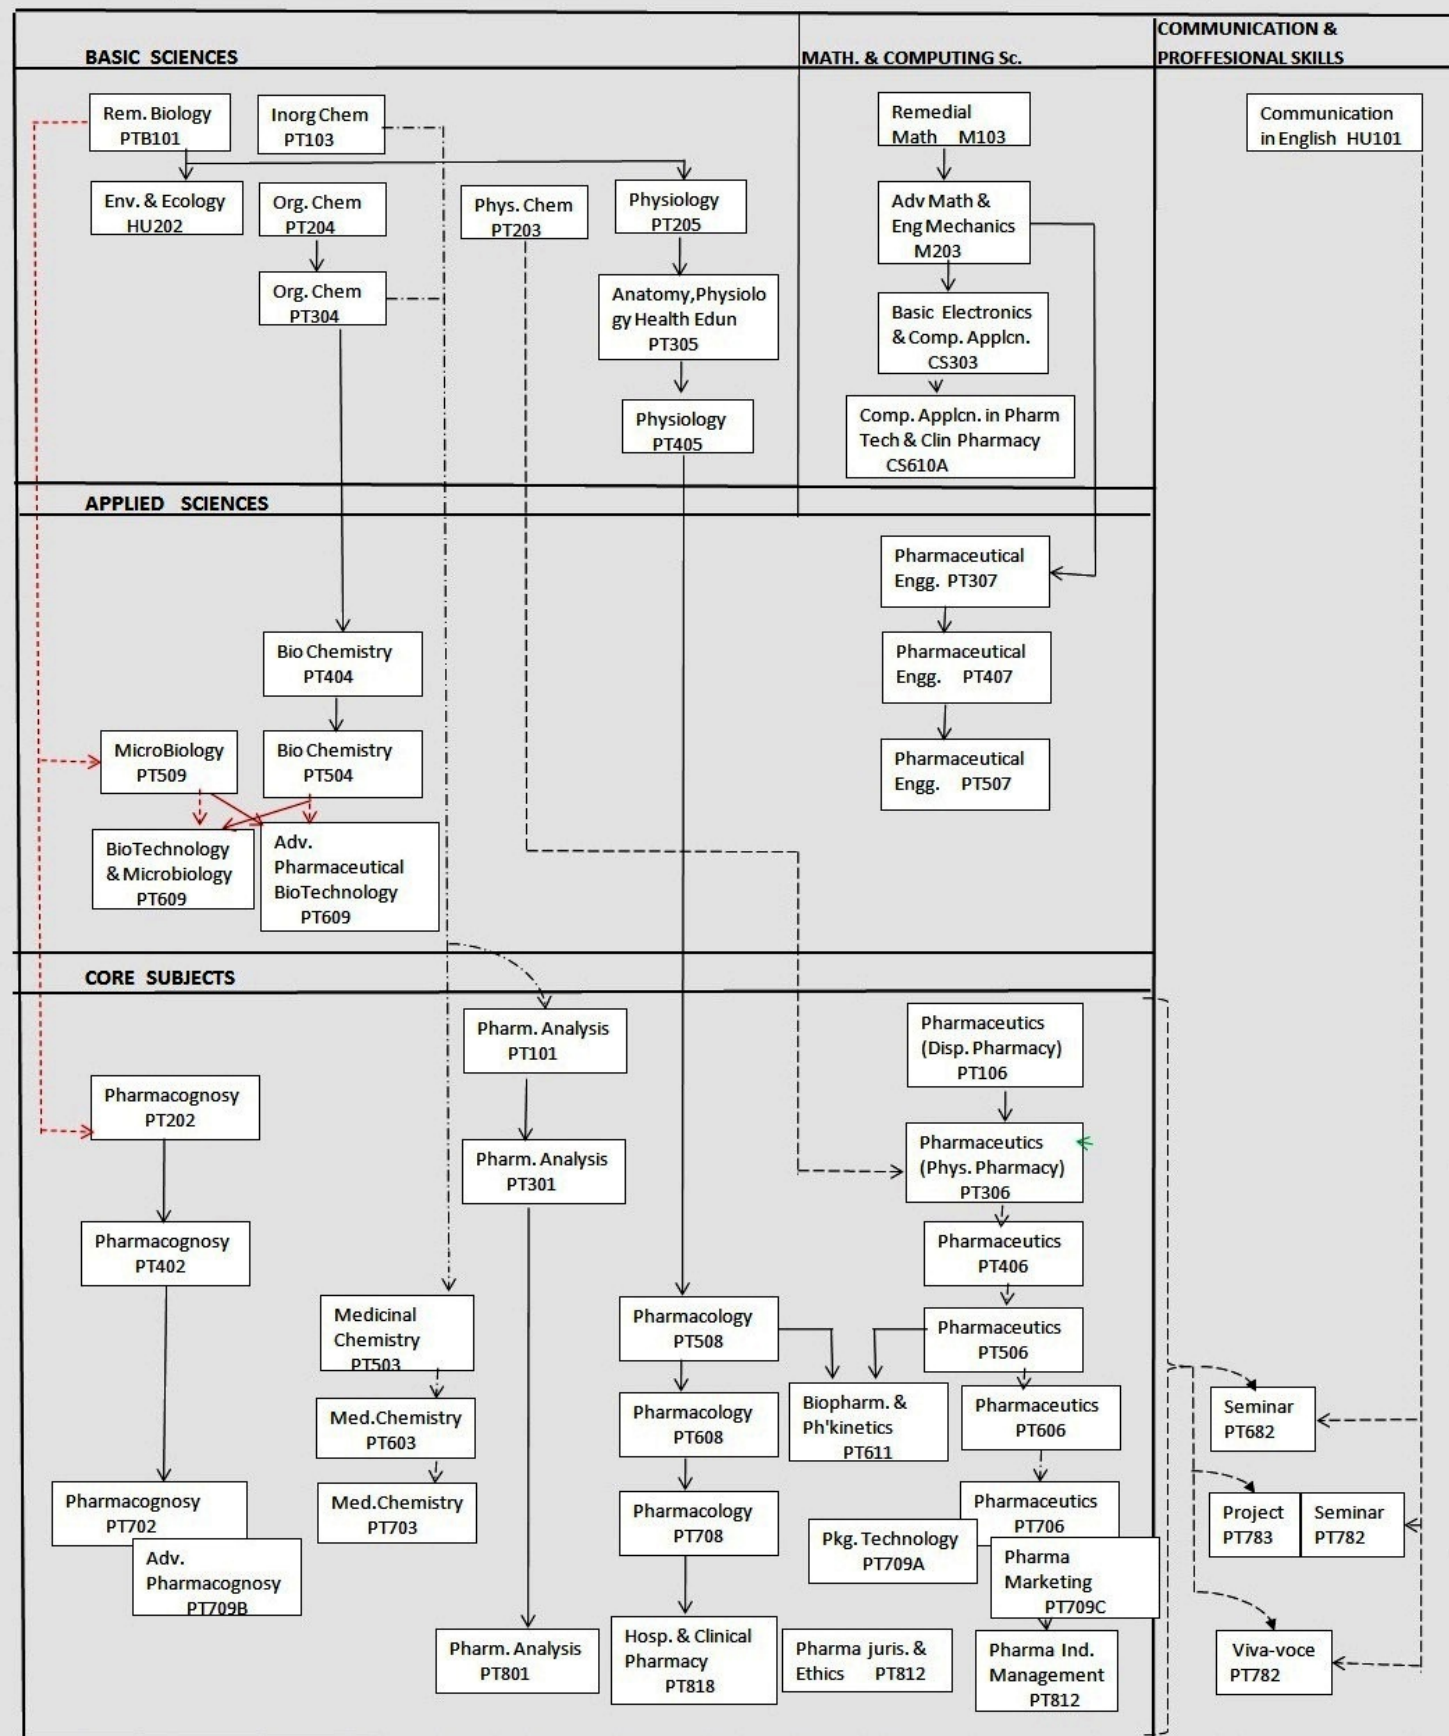 COMMUNICATION &
BASIC SCIENCES
MATH. & COMPUTING Sc.
PROFFESIONAL SKILLS
Rem. Biology
PTB101
Inorg Chem
PT103
Remedial
Math M103
Communication
in English HU101
Env. & Ecology
HU202
Org. Chem
PT204
Phys. Chem
PT203
Physiology
PT205
Adv Math &
Eng Mechanics
M203
Org. Chem
PT304
Anatomy,Physiolo
gy Health Edun
PT305
Basic Electronics
& Comp. Applcn.
CS303
Physiology
PT405
Comp. Applcn. in Pharm
Tech & Clin Pharmacy
CS610A
APPLIED SCIENCES
Pharmaceutical
Engg. PT307
Bio Chemistry
PT404
Pharmaceutical
Engg. PT407
MicroBiology
PT509
Bio Chemistry
PT504
Pharmaceutical
Engg. PT507
BioTechnology
& Microbiology
PT609
Adv.
Pharmaceutical
BioTechnology
PT609
CORE SUBJECTS
Pharm. Analysis
PT101
Pharmaceutics
(Disp. Pharmacy)
PT106
Pharmacognosy
PT202
Pharm. Analysis
PT301
Pharmaceutics
(Phys. Pharmacy)
PT306
Pharmacognosy
PT402
Pharmaceutics
PT406
Medicinal
Chemistry
PT503
Pharmacology
PT508
Pharmaceutics
PT506
Med.Chemistry
PT603
Pharmacology
PT608
Biopharm. &
Ph'kinetics
PT611
Pharmaceutics
PT606
Seminar
PT682
Pharmacognosy
PT702
Med.Chemistry
PT703
Pharmacology
PT708
Pharmaceutics
PT706
Project
PT783
Seminar
PT782
Pkg. Technology
PT709A
Adv.
Pharmacognosy
PT709B
Pharma
Marketing
PT709C
Pharm. Analysis
PT801
Hosp. & Clinical
Pharmacy
PT818
Pharma juris. &
Ethics PT812
Pharma Ind.
Management
PT812
Viva-voce
PT782